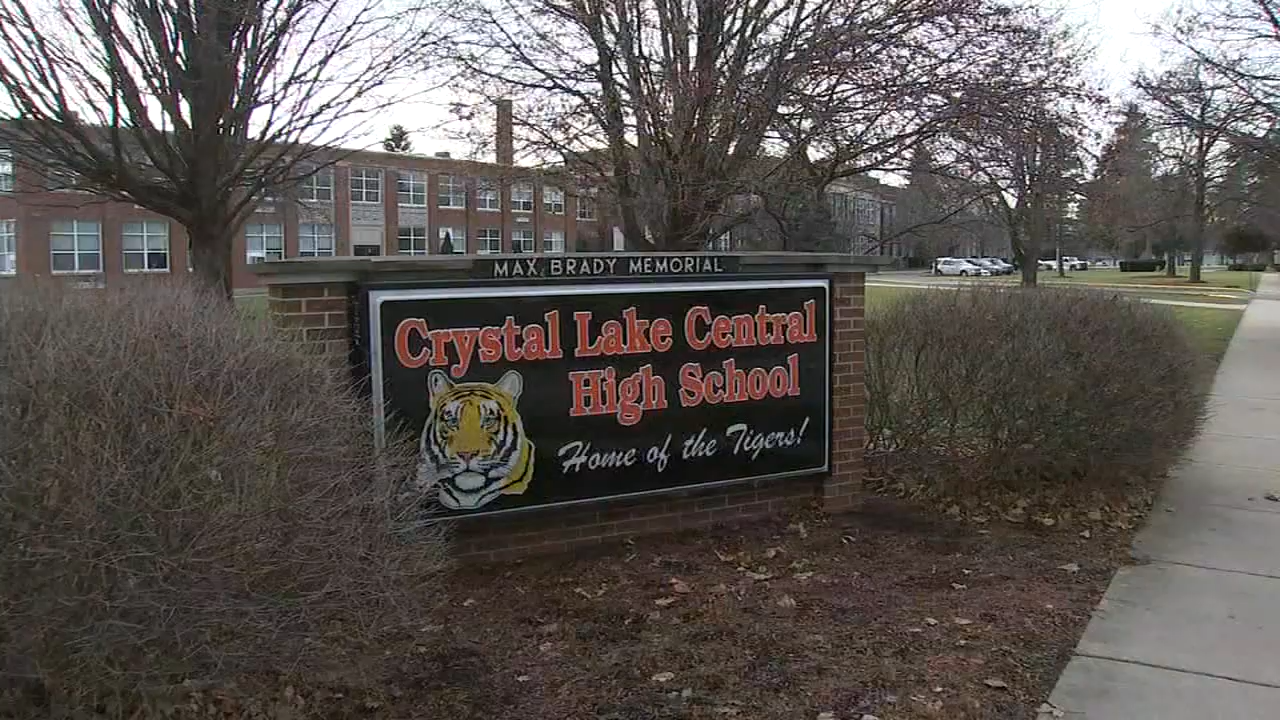 MAX BRADY MEMORIAL
Crystal Lake Central
High School
Home of the Tigers!